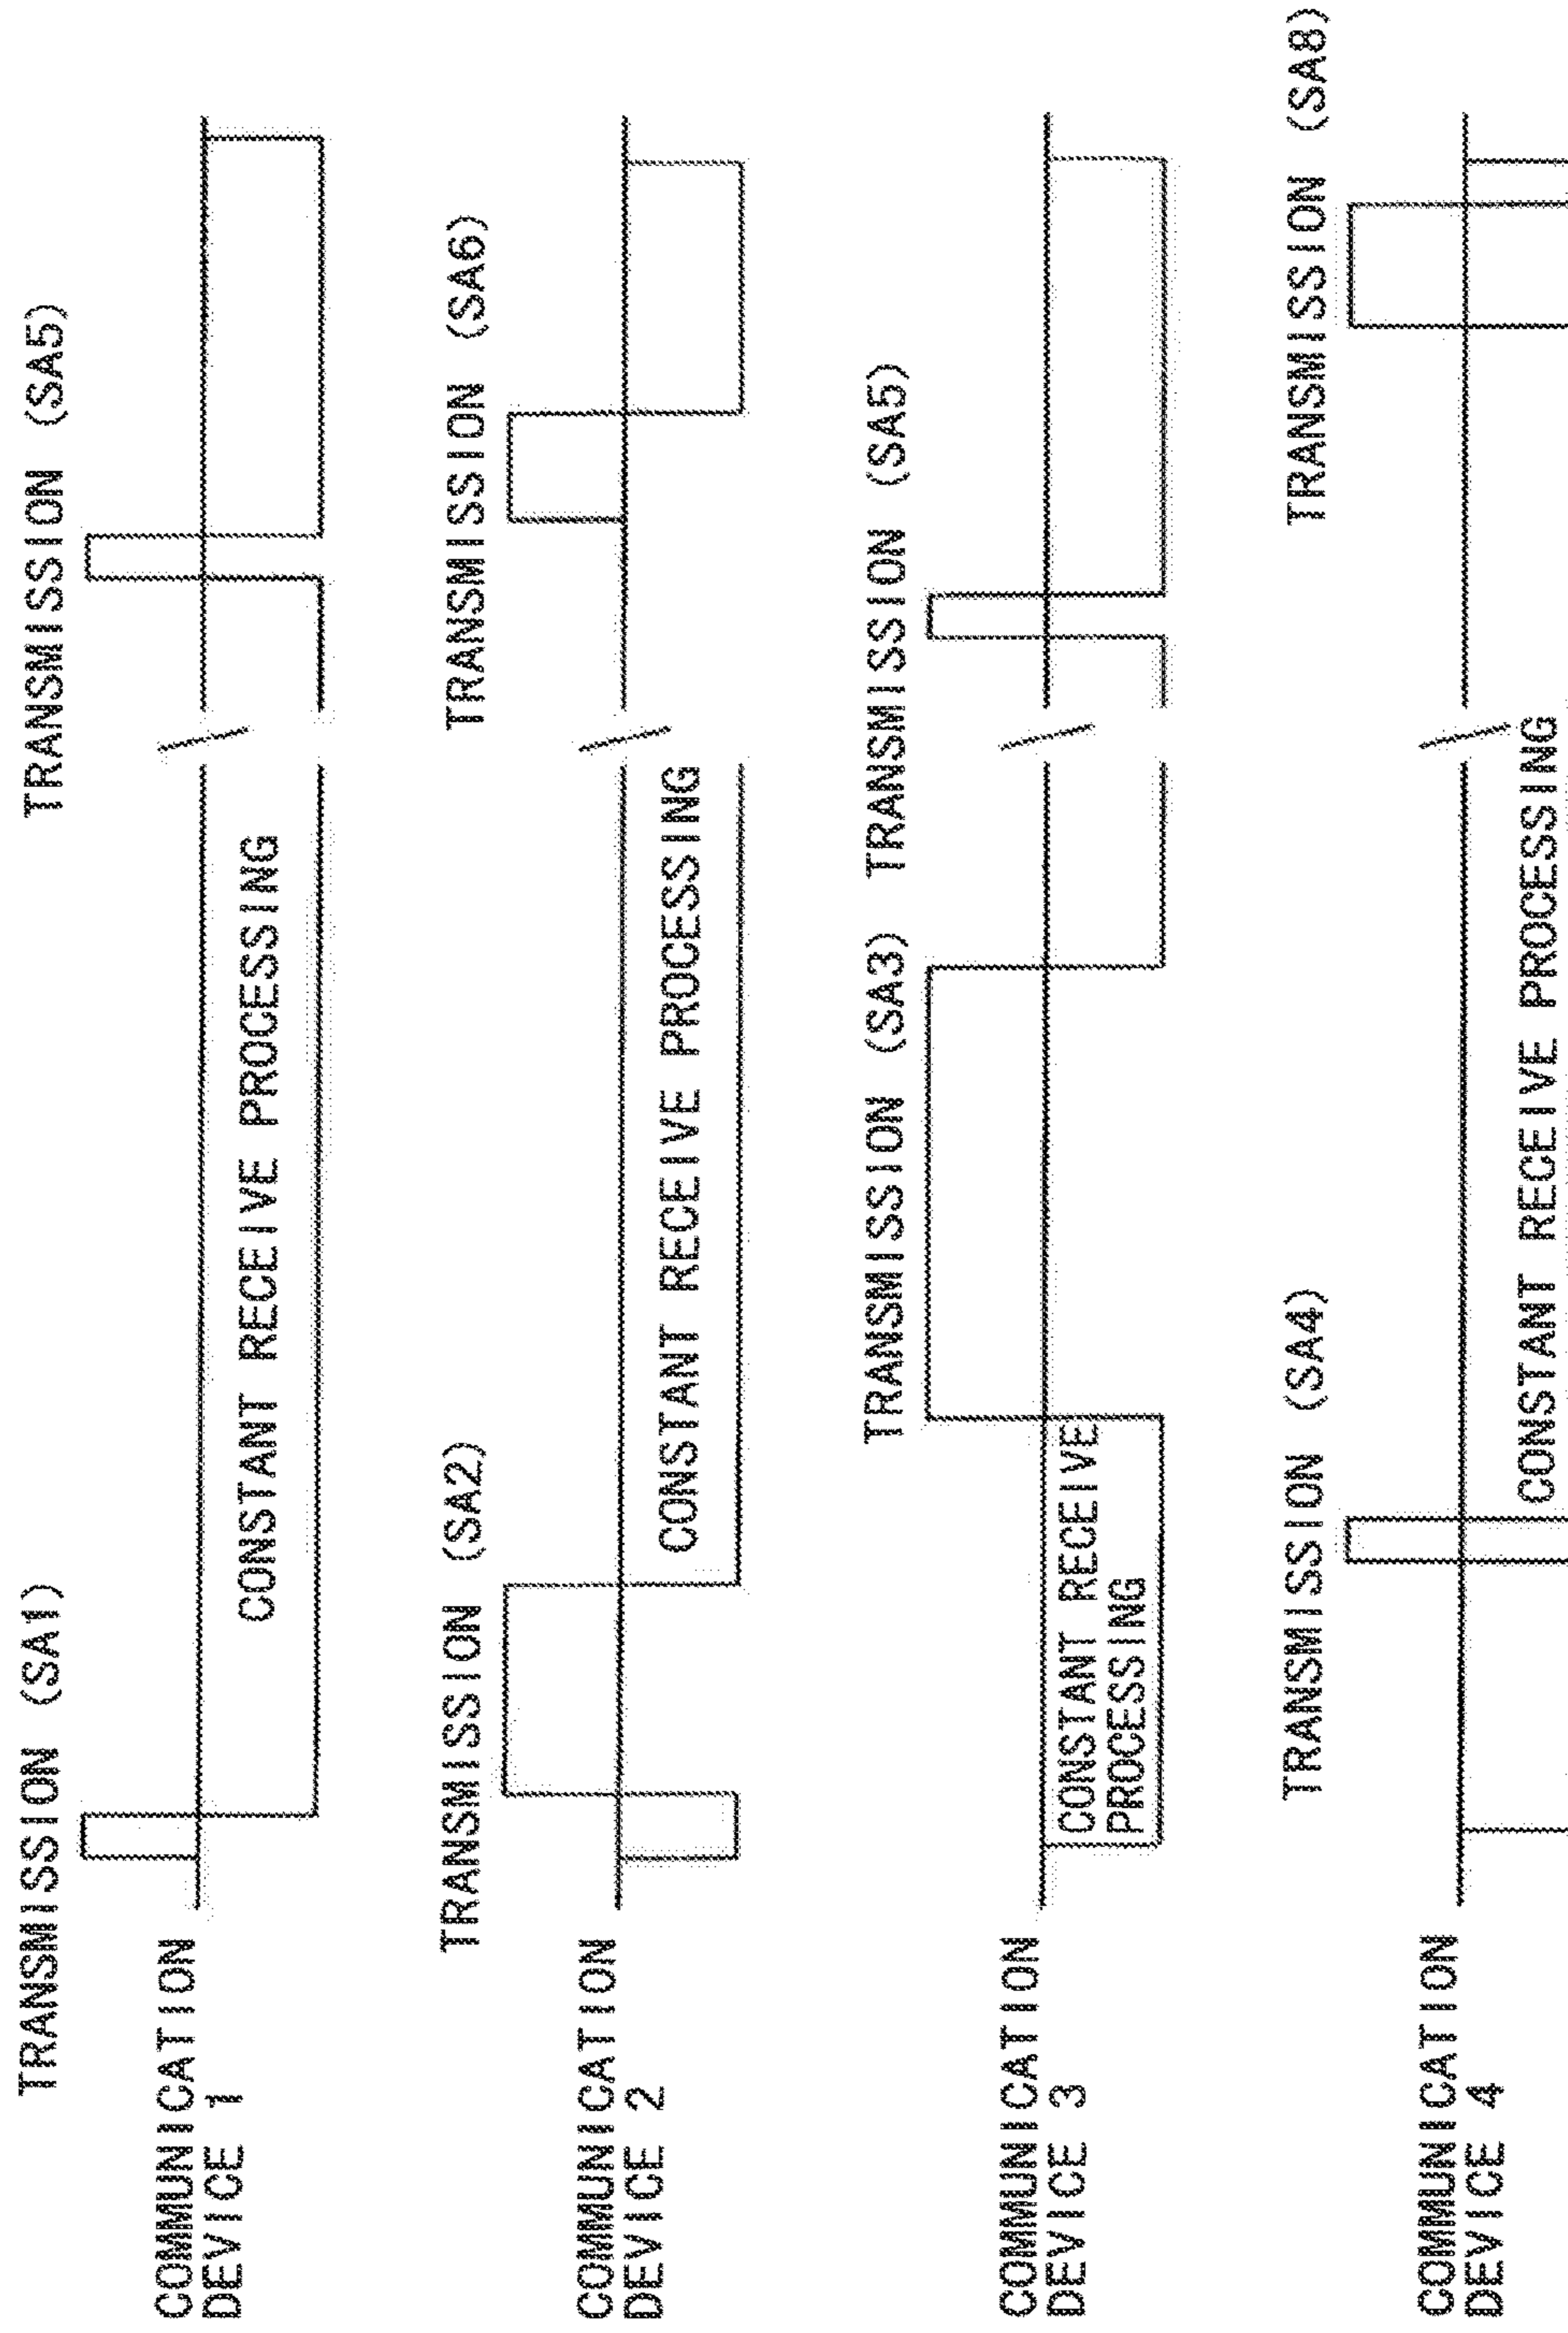 TRANSMISSION (SA1)
TRANSMISSION (SA5)
COMMUNICATION
DEVICE 1
CONSTANT RECEIVE PROCESSING
TRANSMISSION (SA2)
TRANSMISSION (SA6)
COMMUNICATION
DEVICE 2
CONSTANT RECEIVE PROCESSING
TRANSMISSION (SA3)
TRANSMISSION (SA5)
COMMUNICATION
DEVICE 3
CONSTANT RECEIVE
PROCESSING
TRANSMISSION (SA4)
TRANSMISSION (SA8)
COMMUNICATION
DEVICE 4
CONSTANT RECEIVE PROCESSING